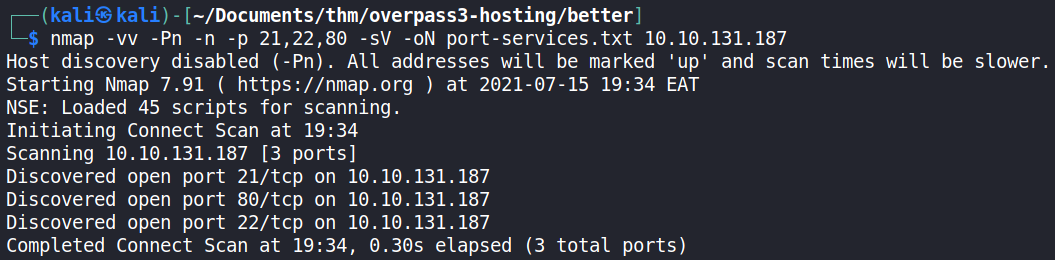 ┌──(kali㉿kali)-[~/Documents/thm/overpass3-hosting/better]
└─$ nmap -vv -Pn -n -p 21,22,80 -sV -oN port-services.txt 10.10.131.187
Host discovery disabled (-Pn). All addresses will be marked 'up' and scan times will be slower.
Starting Nmap 7.91 ( https://nmap.org ) at 2021-07-15 19:34 EAT
NSE: Loaded 45 scripts for scanning.
Initiating Connect Scan at 19:34
Scanning 10.10.131.187 [3 ports]
Discovered open port 21/tcp on 10.10.131.187
Discovered open port 80/tcp on 10.10.131.187
Discovered open port 22/tcp on 10.10.131.187
Completed Connect Scan at 19:34, 0.30s elapsed (3 total ports)